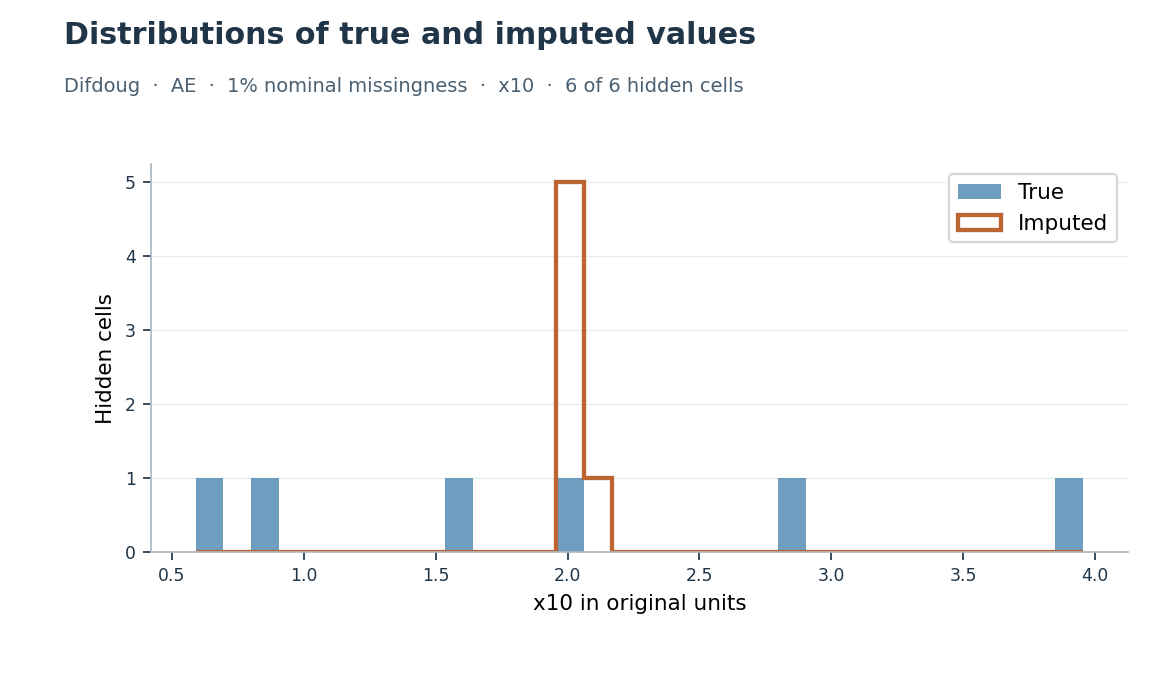 Distributions of true and imputed values
Difdoug · AE · 1% nominal missingness · x10 · 6 of 6 hidden cells
True
Imputed
Hidden cells
5
4
3
2
1
0
0.5 1.0 1.5 2.0 2.5 3.0 3.5 4.0
x10 in original units